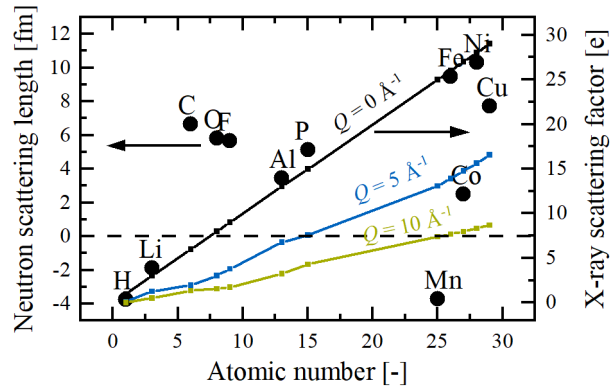 Neutron scattering length [fm]
12
10
8
6
4
2
0
-2
-4
X-ray scattering factor [e]
30
25
20
15
10
5
0
0
5
10
15
20
25
30
Atomic number [-]
H
Li
C
O
F
Al
P
Fe
Ni
Cu
Co
Mn
Q = 0 Å⁻¹
Q = 5 Å⁻¹
Q = 10 Å⁻¹